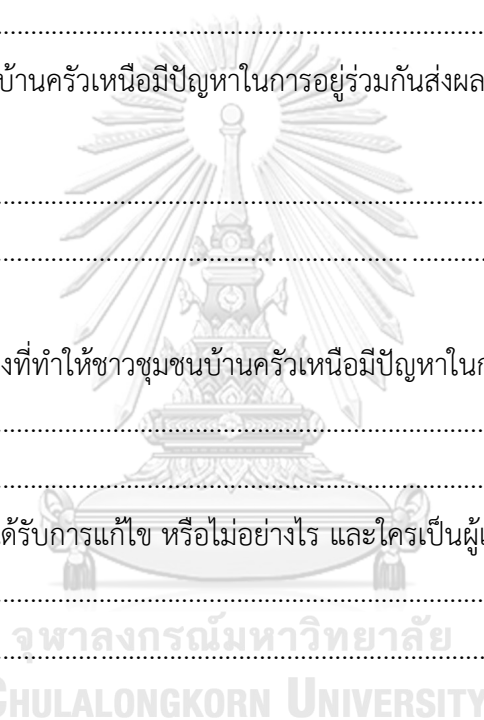 ................................................................
บ้านครัวเหนือมีปัญหาในการอยู่ร่วมกันส่งผล
................................................................
................................................ ..........
งที่ทำให้ชาวชุมชนบ้านครัวเหนือมีปัญหาใน
................................................................
................................................................
ด้รับการแก้ไข หรือไม่อย่างไร และใครเป็นผู้
................................................................
จุฬาลงกรณ์มหาวิทยาลัย
................................................................
CHULALONGKORN UNIVERSITY